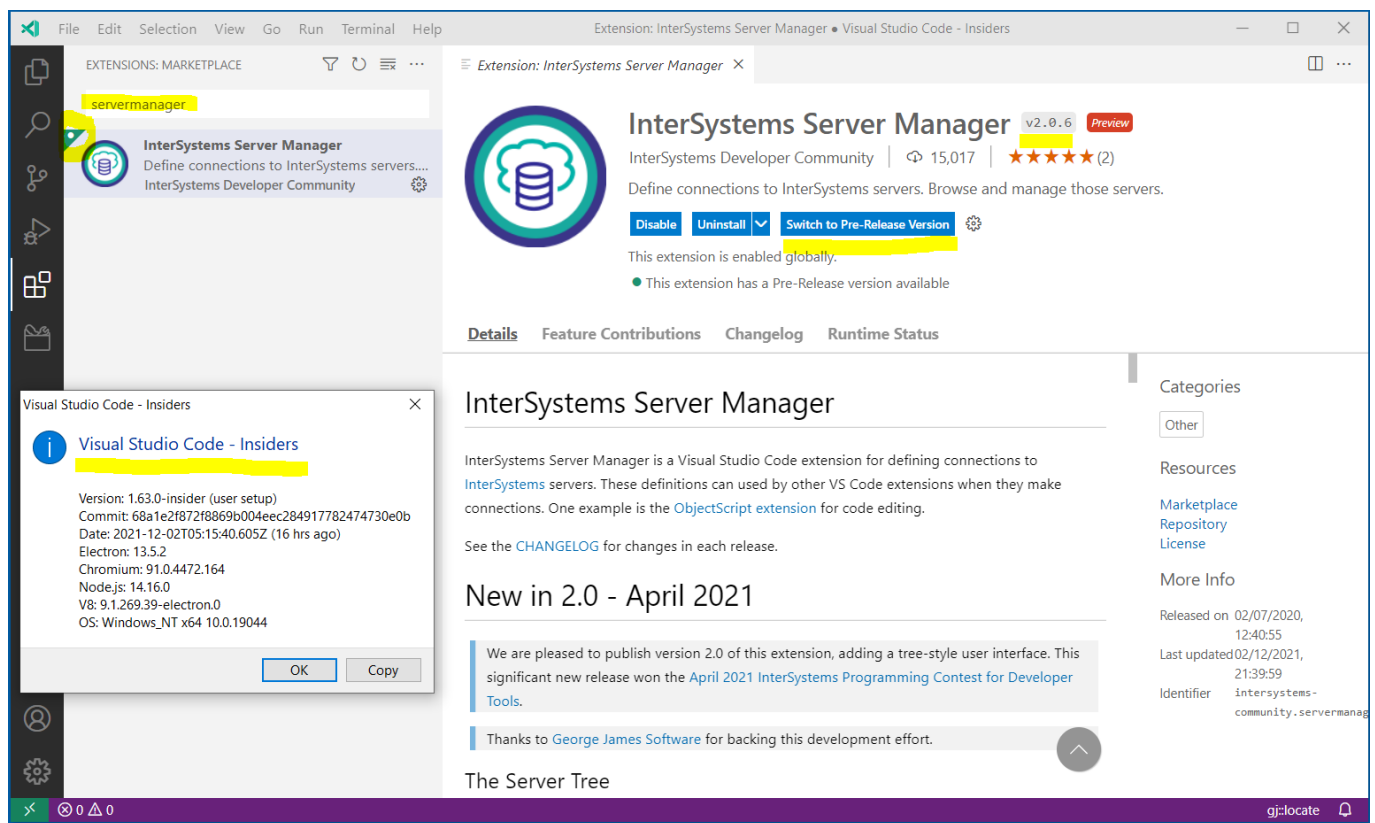 File Edit Selection View Go Run Terminal Help
Extension: InterSystems Server Manager ● Visual Studio Code - Insiders
EXTENSIONS: MARKETPLACE
servermanager
InterSystems Server Manager
Define connections to InterSystems servers....
InterSystems Developer Community
Extension: InterSystems Server Manager
InterSystems Server Manager v2.0.6 Preview
InterSystems Developer Community 15,017 ★★★★★(2)
Define connections to InterSystems servers. Browse and manage those servers.
Disable Uninstall Switch to Pre-Release Version
This extension is enabled globally.
● This extension has a Pre-Release version available
Details Feature Contributions Changelog Runtime Status
InterSystems Server Manager
InterSystems Server Manager is a Visual Studio Code extension for defining connections to
InterSystems servers. These definitions can used by other VS Code extensions when they make
connections. One example is the ObjectScript extension for code editing.
See the CHANGELOG for changes in each release.
New in 2.0 - April 2021
We are pleased to publish version 2.0 of this extension, adding a tree-style user interface. This
significant new release won the April 2021 InterSystems Programming Contest for Developer
Tools.
Thanks to George James Software for backing this development effort.
The Server Tree
Categories
Other
Resources
Marketplace
Repository
License
More Info
Released on 02/07/2020,
12:40:55
Last updated 02/12/2021,
21:39:59
Identifier intersystems-
community.servermanag
Visual Studio Code - Insiders
Visual Studio Code - Insiders
Version: 1.63.0-insider (user setup)
Commit: 68a1e2f872f8869b004eec284917782474730e0b
Date: 2021-12-02T05:15:40.605Z (16 hrs ago)
Electron: 13.5.2
Chromium: 91.0.4472.164
Node.js: 14.16.0
V8: 9.1.269.39-electron.0
OS: Windows_NT x64 10.0.19044
OK Copy
0 0
gj::locate